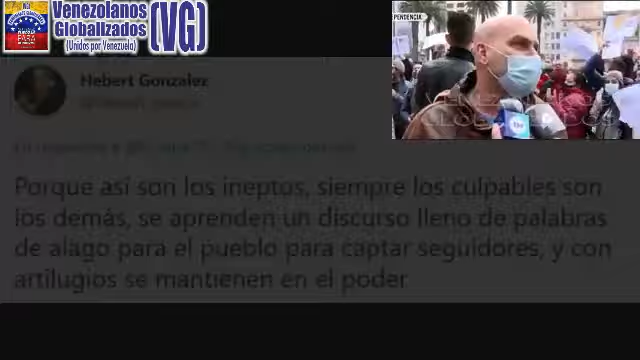 Venezolanos
Globalizados
(Unidos por Venezuela)
(VG)
PENDENCIA
Hebert Gonzalez
Porque así son los ineptos, siempre los culpables son
los demás, se aprenden un discurso lleno de palabras
de alago para el pueblo para captar seguidores, y con
artilugios se mantienen en el poder